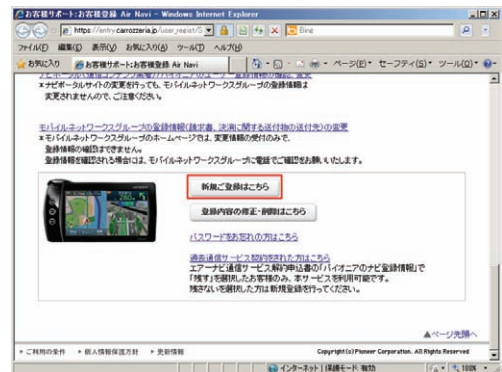 お客様サポート:お客様登録 Air Navi - Windows Internet Explorer
https://entry.carrozzeria.jp/user_regist/S
Bing
ファイル(F) 編集(E) 表示(V) お気に入り(A) ツール(T) ヘルプ(H)
お気に入り お客様サポート:お客様登録 Air Navi
ページ(P) セーフティ(S) ツール(O)
*ナビポータルサイトの変更を行っても、モバイルネットワークスグループの登録情報は
変更されませんので、ご注意ください。
モバイルネットワークスグループの登録情報(請求書、決済に関する送付物の送付先)の変更
*モバイルネットワークスグループのホームページでは、変更情報の受付のみで、
登録情報の確認はできません。
登録情報を確認される場合には、モバイルネットワークスグループに電話でご確認をお願いいたします。
新規ご登録はこちら
登録内容の修正・削除はこちら
パスワードをお忘れの方はこちら
過去通信サービス契約をされた方はこちら
エアーナビ通信サービス解約申込書の「パイオニアのナビ登録情報」で
「残す」を選択したお客様のみ、本サービスを利用可能です。
残さないを選択した方は新規登録を行ってください。
▲ページ先頭へ
ご利用の条件 個人情報保護方針 更新情報
Copyright (c) Pioneer Corporation. All Rights Reserved
インターネット | 保護モード: 有効
100%